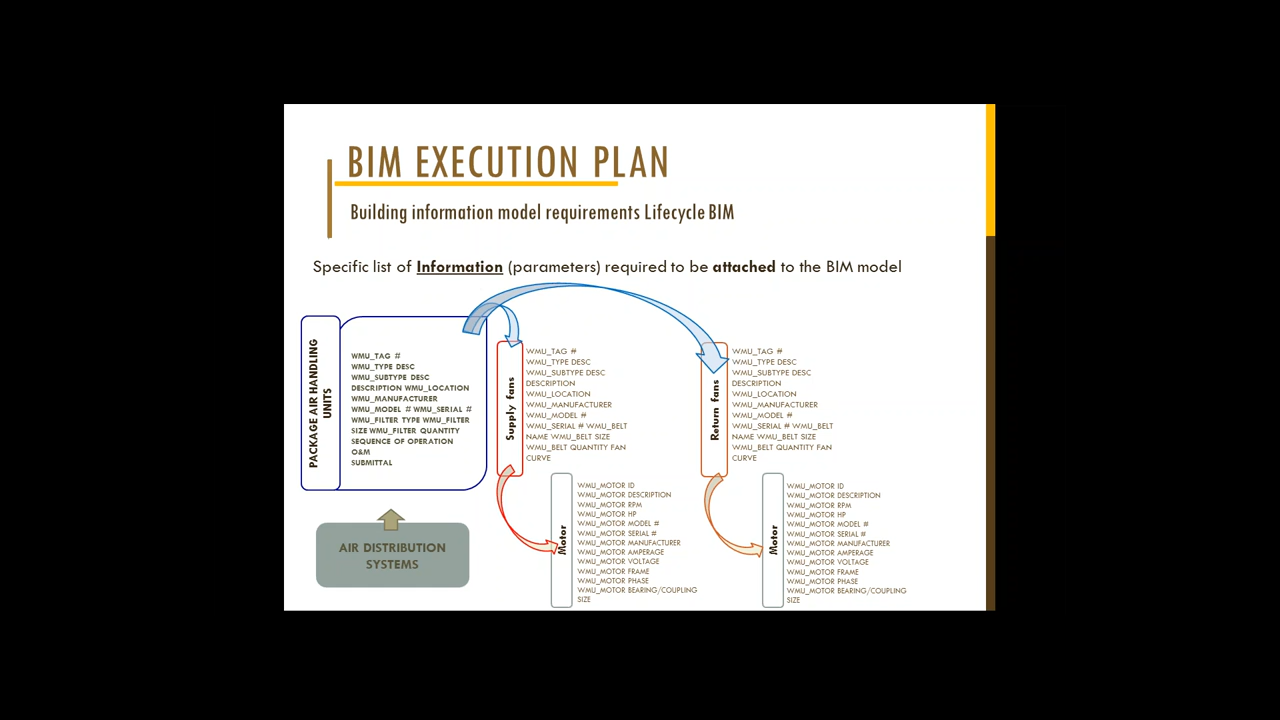 BIM EXECUTION PLAN
Building information model requirements Lifecycle BIM
Specific list of Information (parameters) required to be attached to the BIM model
PACKAGE AIR HANDLING
UNITS
WMU_TAG #
WMU_TYPE DESC
WMU_SUBTYPE DESC
DESCRIPTION WMU_LOCATION
WMU_MANUFACTURER
WMU_MODEL # WMU_SERIAL #
WMU_FILTER TYPE WMU_FILTER
SIZE WMU_FILTER QUANTITY
SEQUENCE OF OPERATION
O&M
SUBMITTAL
AIR DISTRIBUTION
SYSTEMS
Supply fans
WMU_TAG #
WMU_TYPE DESC
WMU_SUBTYPE DESC
DESCRIPTION
WMU_LOCATION
WMU_MANUFACTURER
WMU_MODEL #
WMU_SERIAL # WMU_BELT
NAME WMU_BELT SIZE
WMU_BELT QUANTITY FAN
CURVE
Motor
WMU_MOTOR ID
WMU_MOTOR DESCRIPTION
WMU_MOTOR RPM
WMU_MOTOR HP
WMU_MOTOR MODEL #
WMU_MOTOR SERIAL #
WMU_MOTOR MANUFACTURER
WMU_MOTOR AMPERAGE
WMU_MOTOR VOLTAGE
WMU_MOTOR FRAME
WMU_MOTOR PHASE
WMU_MOTOR BEARING/COUPLING
SIZE
Return fans
WMU_TAG #
WMU_TYPE DESC
WMU_SUBTYPE DESC
DESCRIPTION
WMU_LOCATION
WMU_MANUFACTURER
WMU_MODEL #
WMU_SERIAL # WMU_BELT
NAME WMU_BELT SIZE
WMU_BELT QUANTITY FAN
CURVE
Motor
WMU_MOTOR ID
WMU_MOTOR DESCRIPTION
WMU_MOTOR RPM
WMU_MOTOR HP
WMU_MOTOR MODEL #
WMU_MOTOR SERIAL #
WMU_MOTOR MANUFACTURER
WMU_MOTOR AMPERAGE
WMU_MOTOR VOLTAGE
WMU_MOTOR FRAME
WMU_MOTOR PHASE
WMU_MOTOR BEARING/COUPLING
SIZE